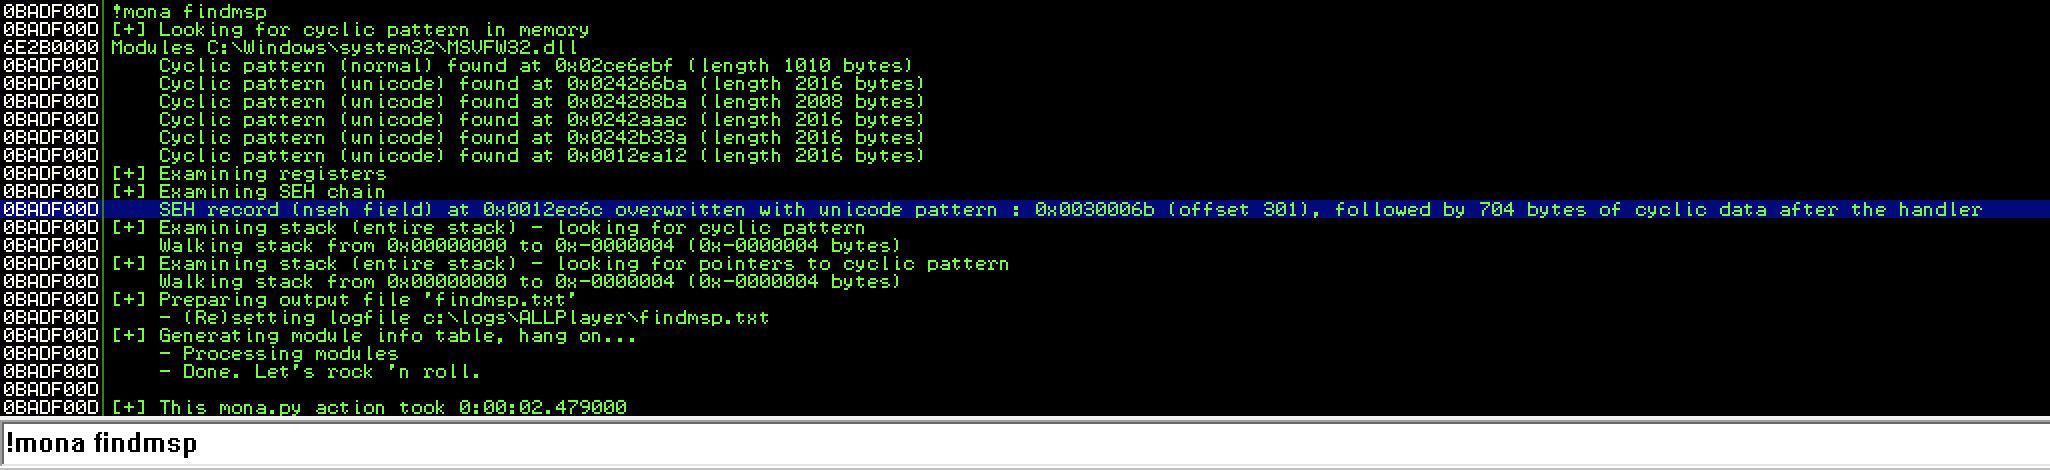 0BADF00D !mona findmsp
0BADF00D [+] Looking for cyclic pattern in memory
6E2B0000 Modules C:\Windows\system32\MSVFW32.dll
0BADF00D Cyclic pattern (normal) found at 0x02ce6ebf (length 1010 bytes)
0BADF00D Cyclic pattern (unicode) found at 0x024266ba (length 2016 bytes)
0BADF00D Cyclic pattern (unicode) found at 0x024288ba (length 2008 bytes)
0BADF00D Cyclic pattern (unicode) found at 0x0242aaac (length 2016 bytes)
0BADF00D Cyclic pattern (unicode) found at 0x0242b33a (length 2016 bytes)
0BADF00D Cyclic pattern (unicode) found at 0x0012ea12 (length 2016 bytes)
0BADF00D [+] Examining registers
0BADF00D [+] Examining SEH chain
0BADF00D SEH record (nseh field) at 0x0012ec6c overwritten with unicode pattern : 0x0030006b (offset 301), followed by 704 bytes of cyclic data after the handler
0BADF00D [+] Examining stack (entire stack) - looking for cyclic pattern
0BADF00D Walking stack from 0x00000000 to 0x-0000004 (0x-0000004 bytes)
0BADF00D [+] Examining stack (entire stack) - looking for pointers to cyclic pattern
0BADF00D Walking stack from 0x00000000 to 0x-0000004 (0x-0000004 bytes)
0BADF00D [+] Preparing output file 'findmsp.txt'
0BADF00D - (Re)setting logfile c:\logs\ALLPlayer\findmsp.txt
0BADF00D [+] Generating module info table, hang on...
0BADF00D - Processing modules
0BADF00D - Done. Let's rock 'n roll.
0BADF00D
0BADF00D [+] This mona.py action took 0:00:02.479000
!mona findmsp